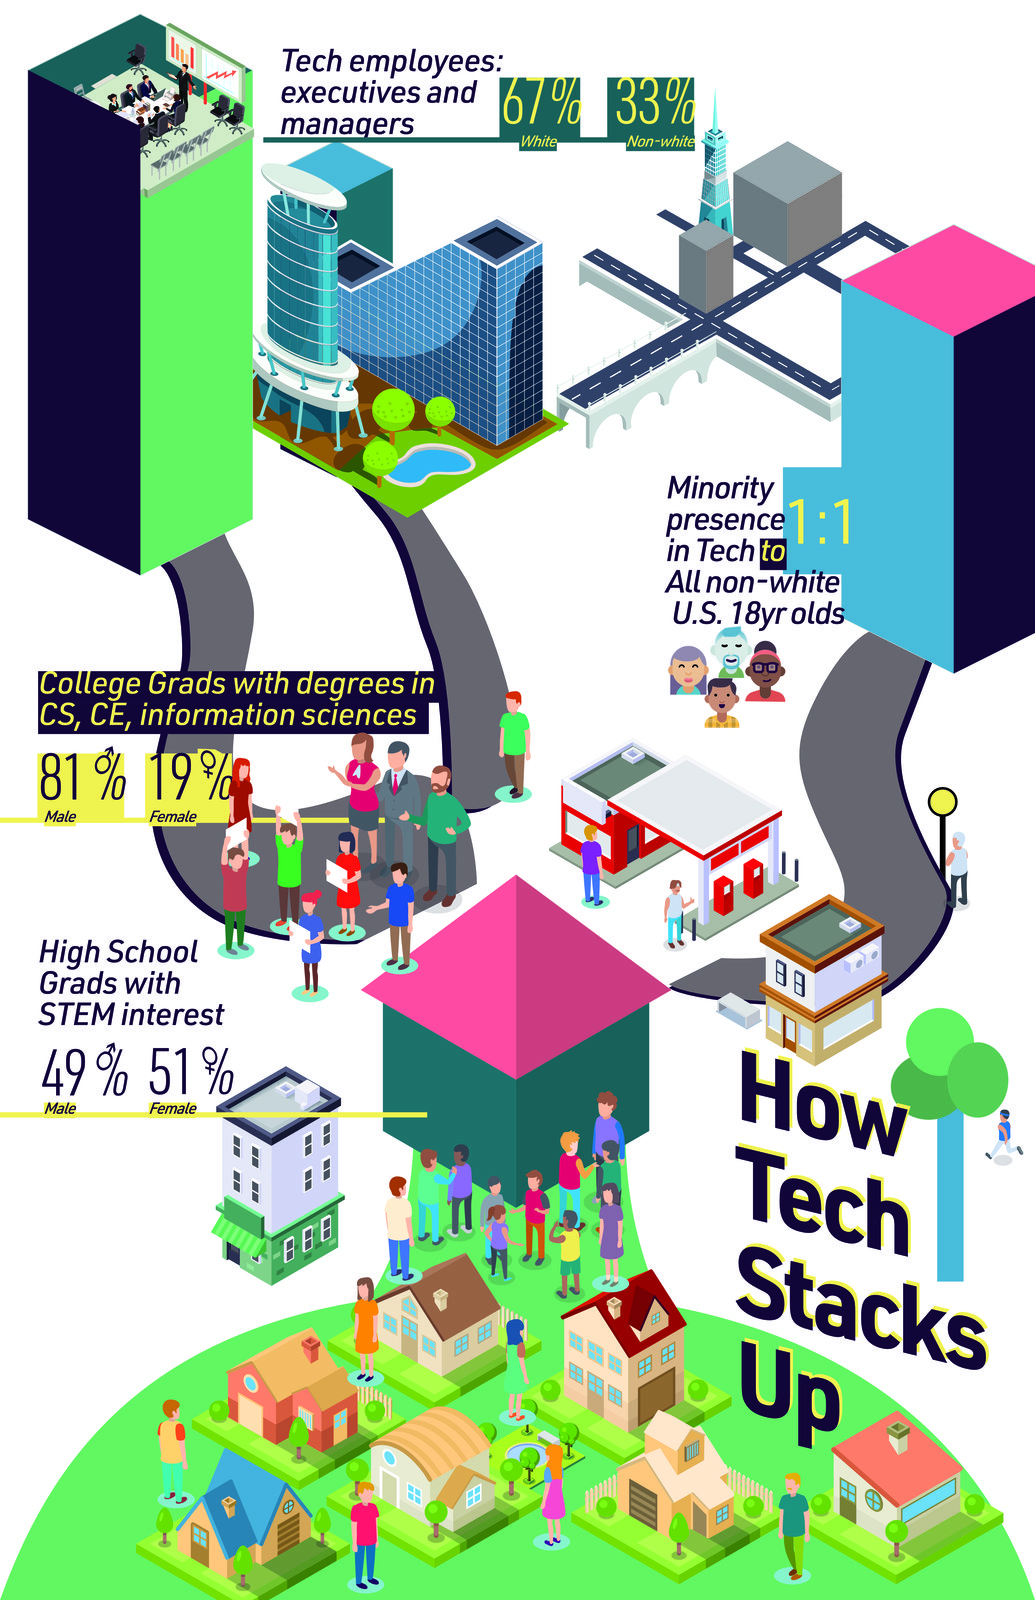 Tech employees:
executives and
managers
67% 33%
White Non-white
Minority
presence
in Tech to
All non-white
U.S. 18yr olds
1:1
College Grads with degrees in
CS, CE, information sciences
81 ♂% 19 ♀%
Male Female
High School
Grads with
STEM interest
49 ♂% 51 ♀%
Male Female
How
Tech
Stacks
Up